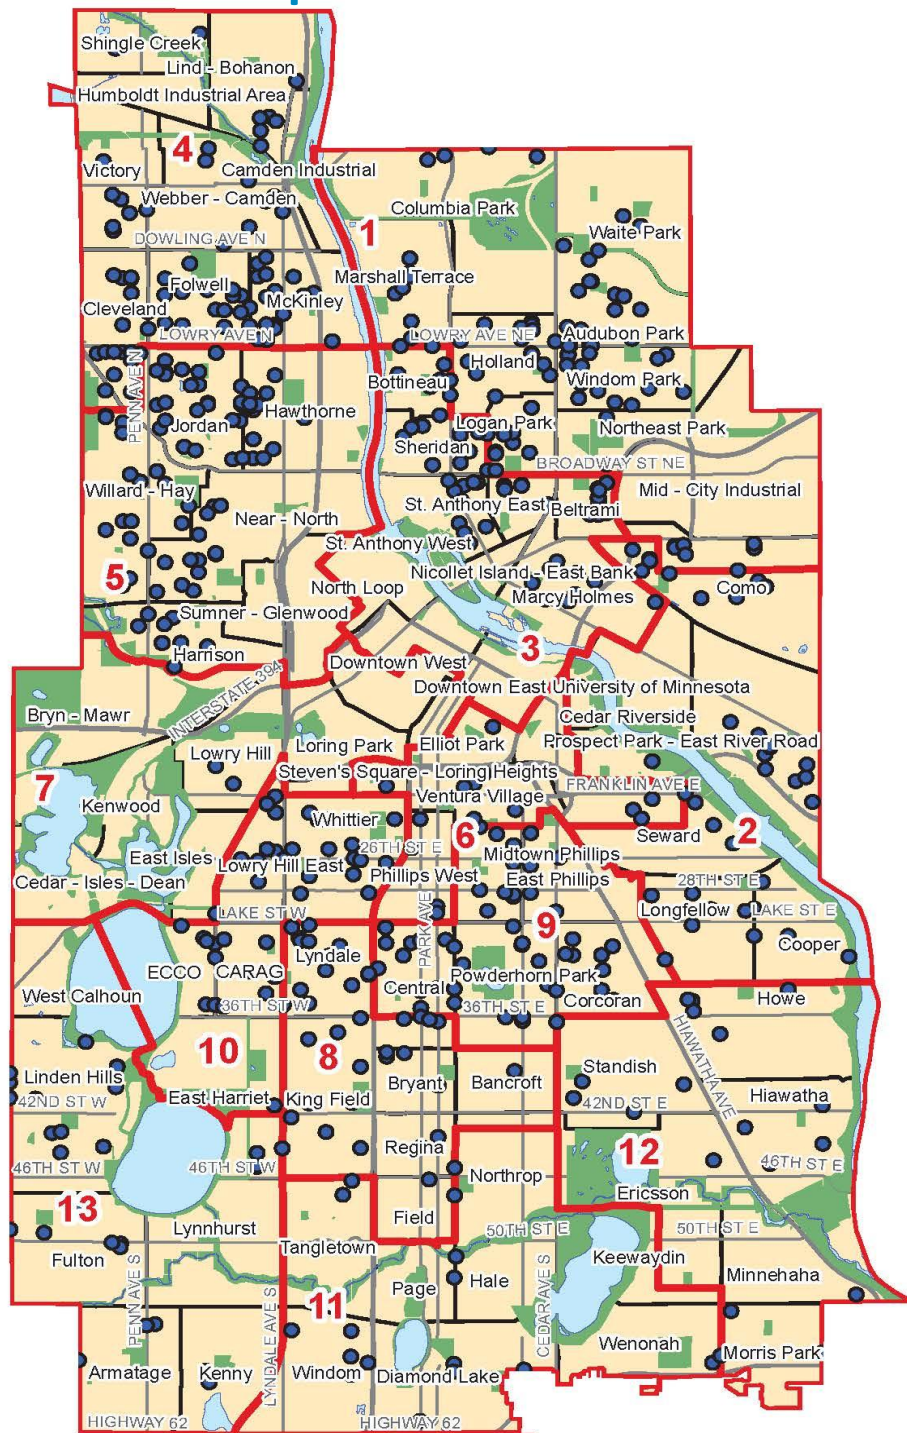 Shingle Creek
Lind - Bohanon
Humboldt Industrial Area
4
Victory
Camden Industrial
Webber - Camden
Columbia Park
1
Waite Park
DOWLING AVE N
Marshall Terrace
Folwell
McKinley
Cleveland
LOWRY AVE N
LOWRY AVE NE
Audubon Park
Holland
PENN AVE N
Bottineau
Windom Park
Hawthorne
Jordan
Logan Park
Northeast Park
Sheridan
BROADWAY ST NE
Willard - Hay
Mid - City Industrial
St. Anthony East
Beltrami
Near - North
St. Anthony West
Nicollet Island - East Bank
5
North Loop
Como
Marcy Holmes
Sumner - Glenwood
3
Harrison
Downtown West
INTERSTATE 394
Downtown East
University of Minnesota
Bryn - Mawr
Cedar Riverside
Lowry Hill
Loring Park
Elliot Park
Prospect Park - East River Road
Steven's Square - Loring Heights
7
FRANKLIN AVE E
Kenwood
Ventura Village
Whittier
6
Seward
2
26TH ST E
Midtown Phillips
East Isles
Lowry Hill East
Phillips West
East Phillips
28TH ST E
Cedar - Isles - Dean
LAKE ST W
Longfellow
LAKE ST E
PARK AVE
9
Cooper
Lyndale
ECCO
CARAG
Powderhorn Park
West Calhoun
Central
36TH ST W
36TH ST E
Corcoran
Howe
HIAWATHA AVE
10
8
Standish
Linden Hills
Bryant
Bancroft
42ND ST W
East Harriet
King Field
42ND ST E
Hiawatha
Regina
12
46TH ST W
46TH ST W
Northrop
46TH ST E
13
Ericsson
Field
Lynnhurst
50TH ST E
50TH ST E
Tangletown
Fulton
Keewaydin
Page
Hale
Minnehaha
11
PENN AVE S
LYNDALE AVE S
CEDAR AVE S
Wenonah
Morris Park
Armatage
Kenny
Windom
Diamond Lake
HIGHWAY 62
HIGHWAY 62